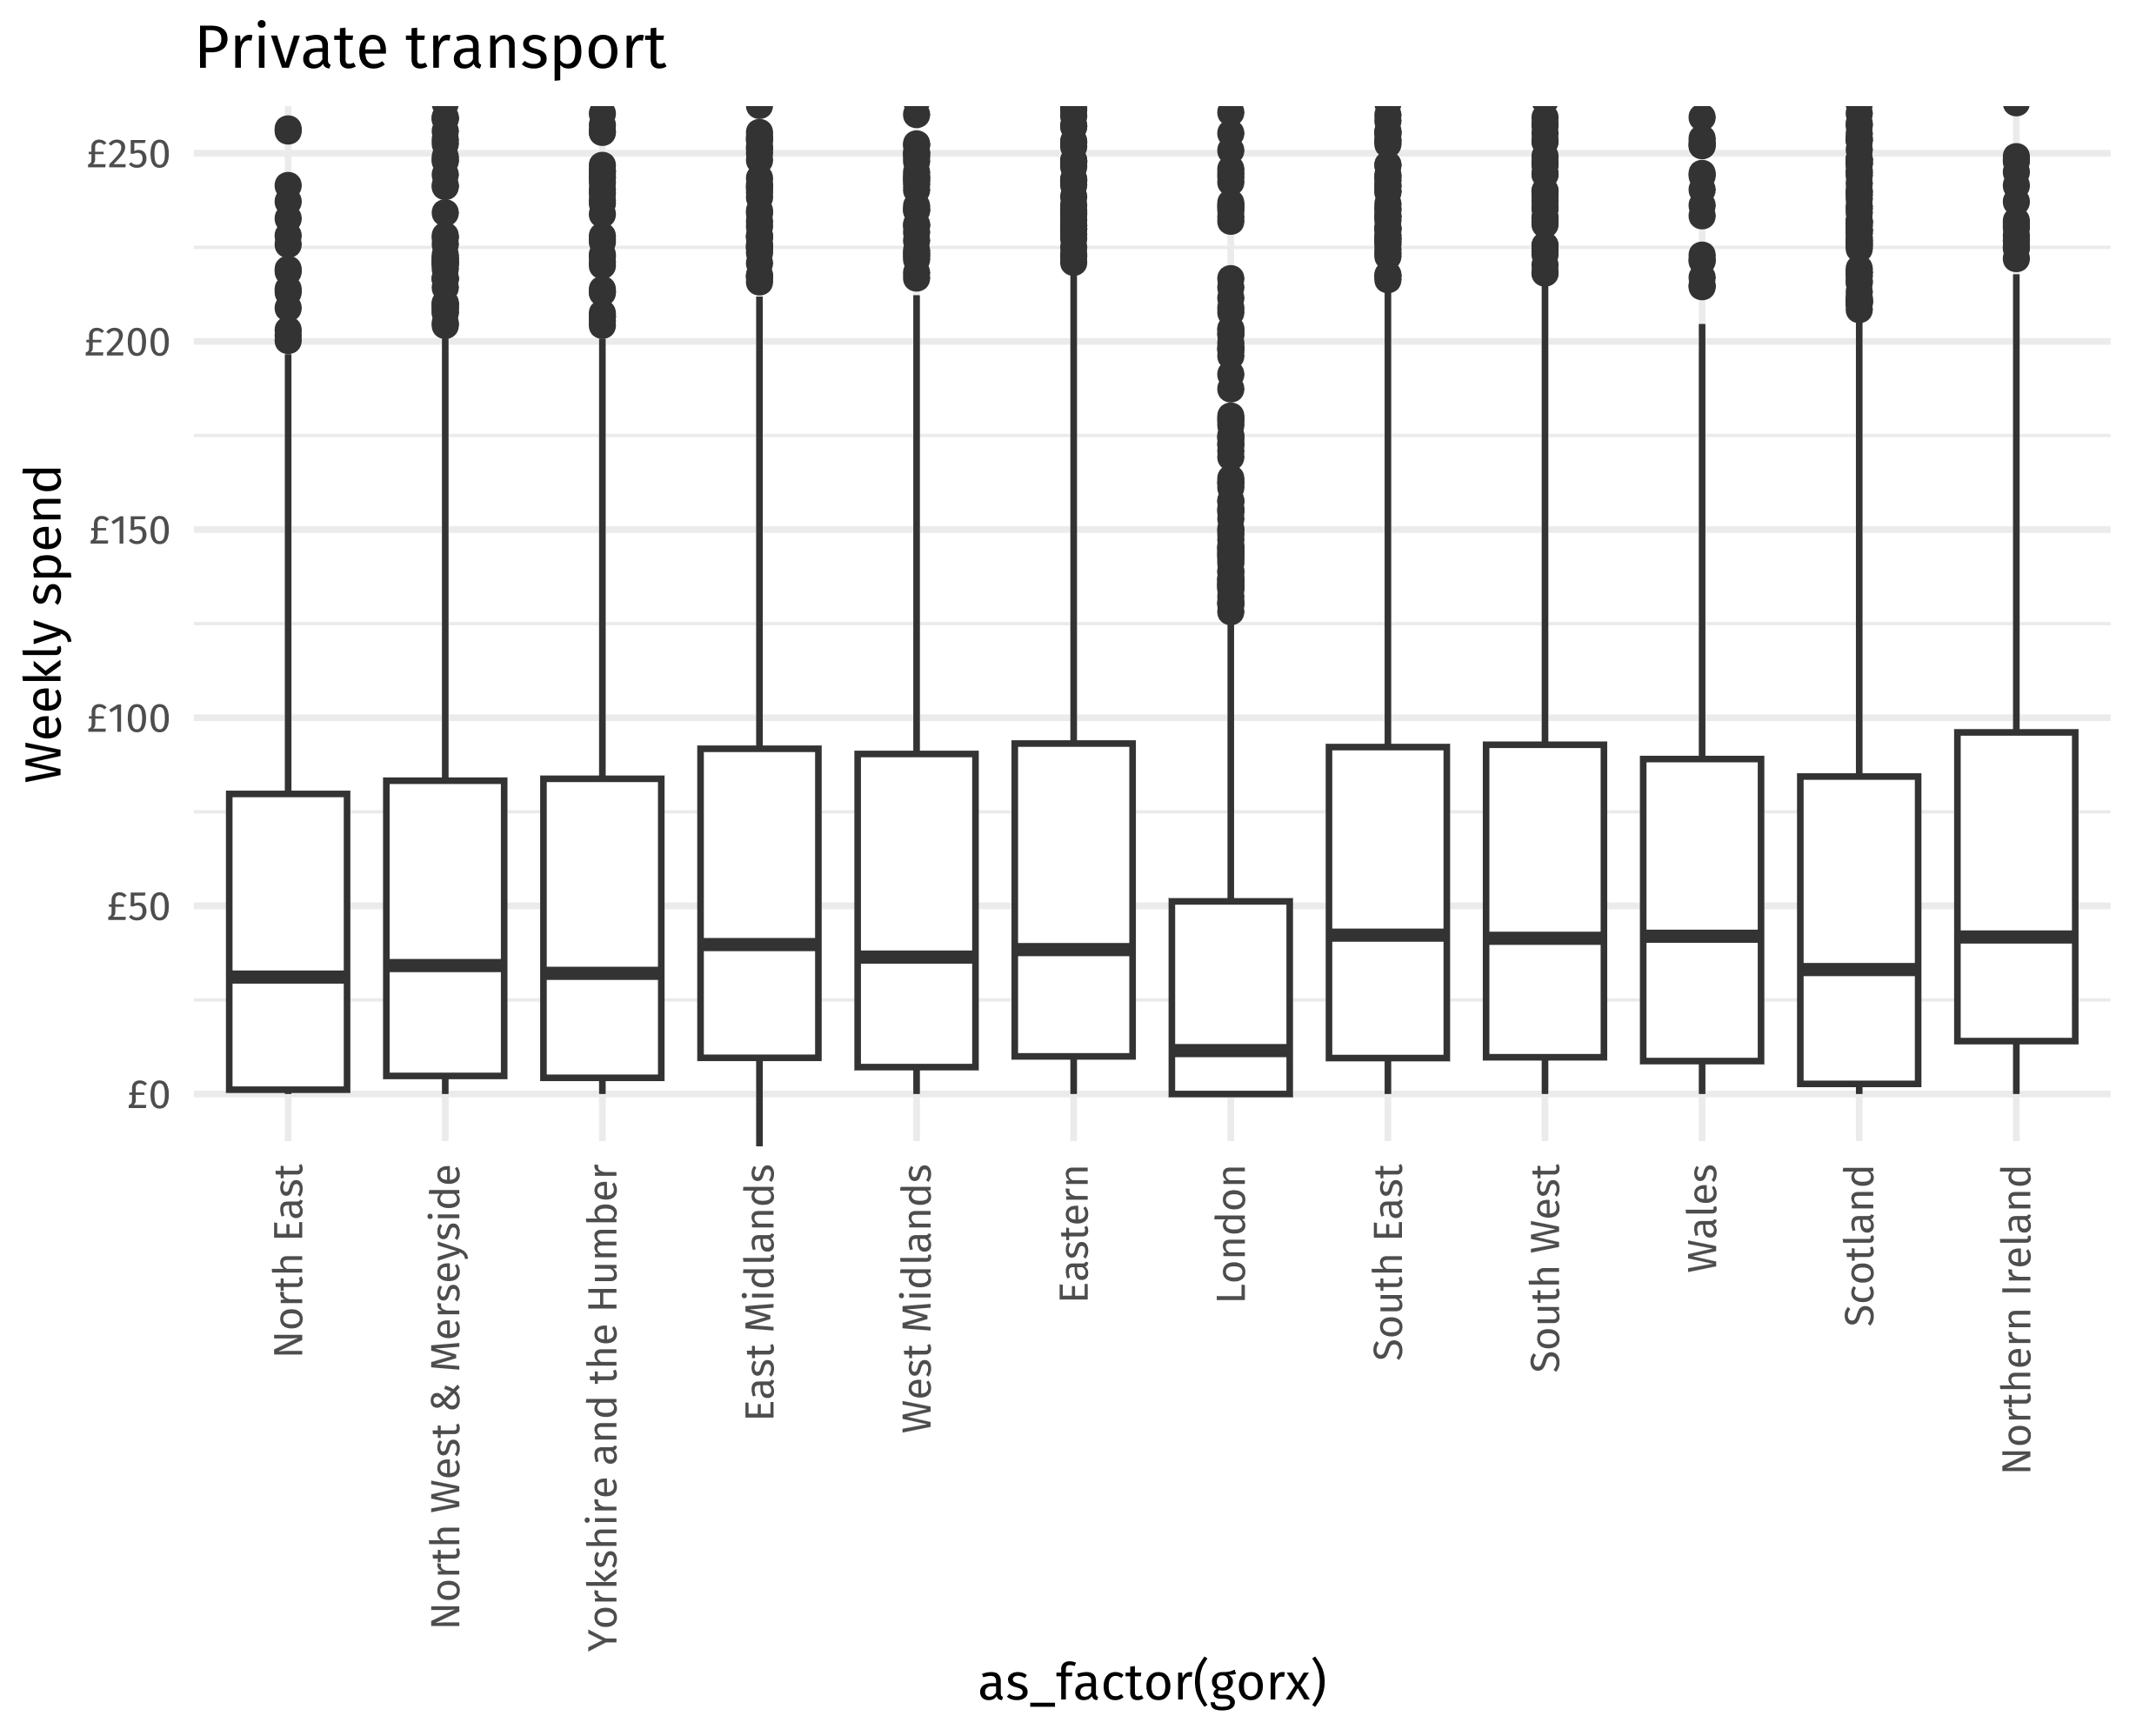 Private transport
Weekly spend
£250
£200
£150
£100
£50
£0
North East
North West & Merseyside
Yorkshire and the Humber
East Midlands
West Midlands
Eastern
London
South East
South West
Wales
Scotland
Northern Ireland
as_factor(gorx)